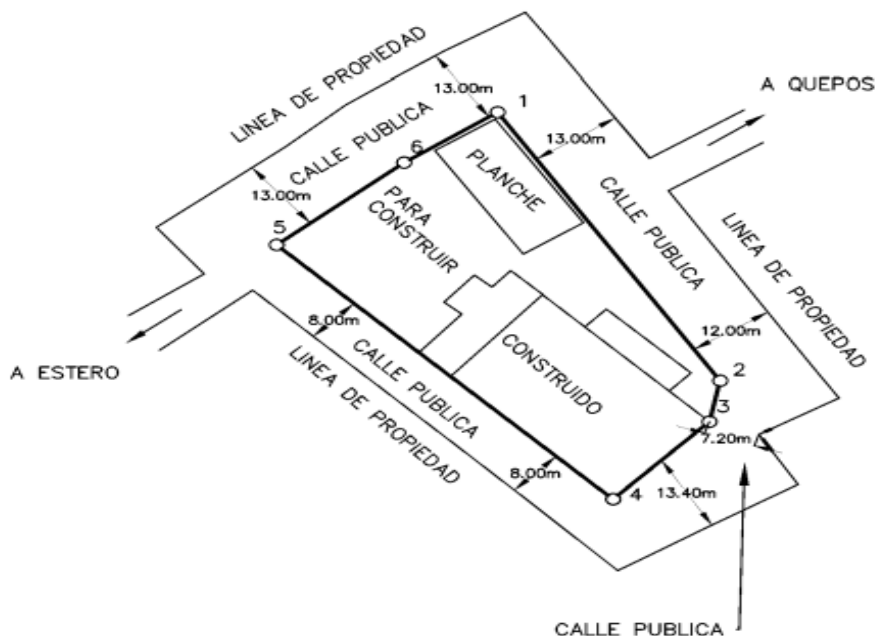 LINEA DE PROPIEDAD
13.00m
1
A QUEPOS
CALLE PUBLICA
6
13.00m
PLANCHE
13.00m
PARA
CONSTRUIR
CALLE PUBLICA
LINEA DE PROPIEDAD
5
8.00m
12.00m
A ESTERO
CALLE PUBLICA
CONSTRUIDO
2
LINEA DE PROPIEDAD
3
7.20m
8.00m
4
13.40m
CALLE PUBLICA